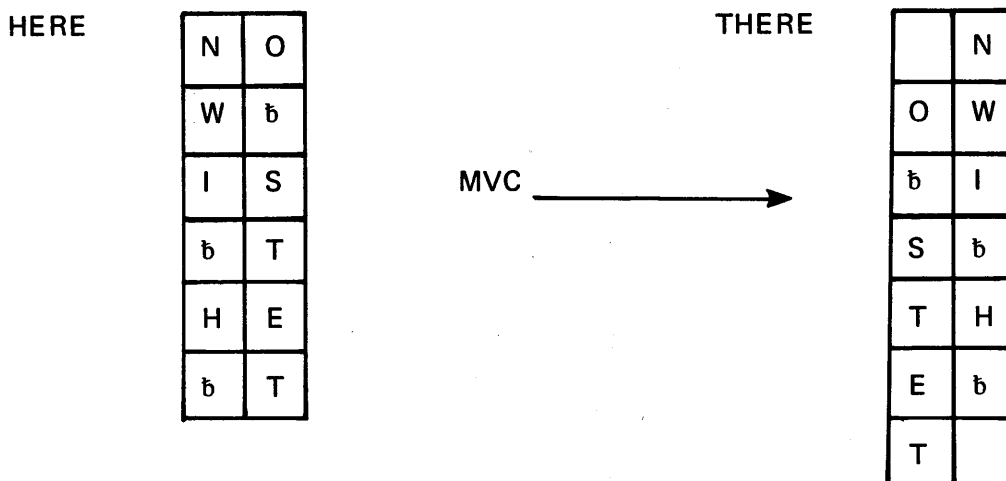 HERE THERE
N O N
W ƀ O W
I S ƀ I
MVC
ƀ T S ƀ
H E T H
ƀ T E ƀ
T